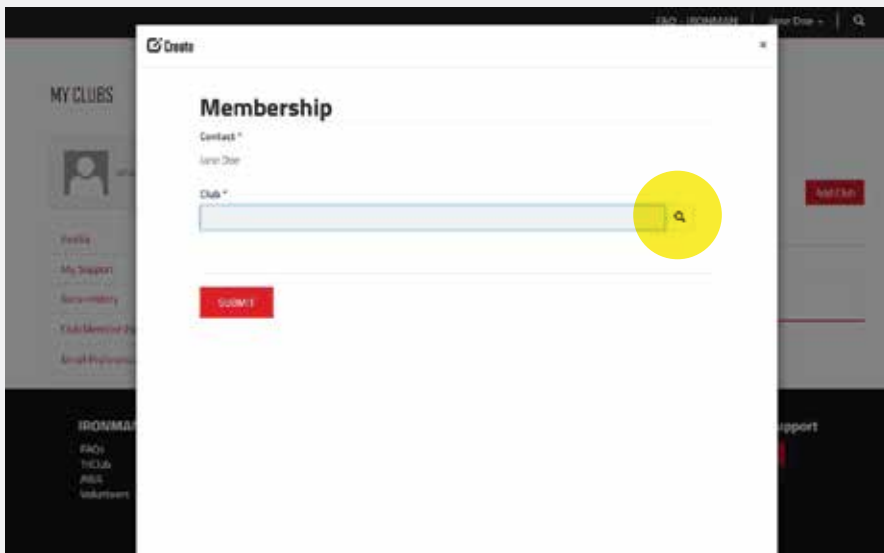 FAQ - IRONMAN
Jane Doe
Create
×
MY CLUBS
Membership
Contact *
Jane Doe
Add Club
Club *
Profile
My Support
Race History
SUBMIT
IRONMAN
Support
FAQs
TriClub
AWA
Volunteers